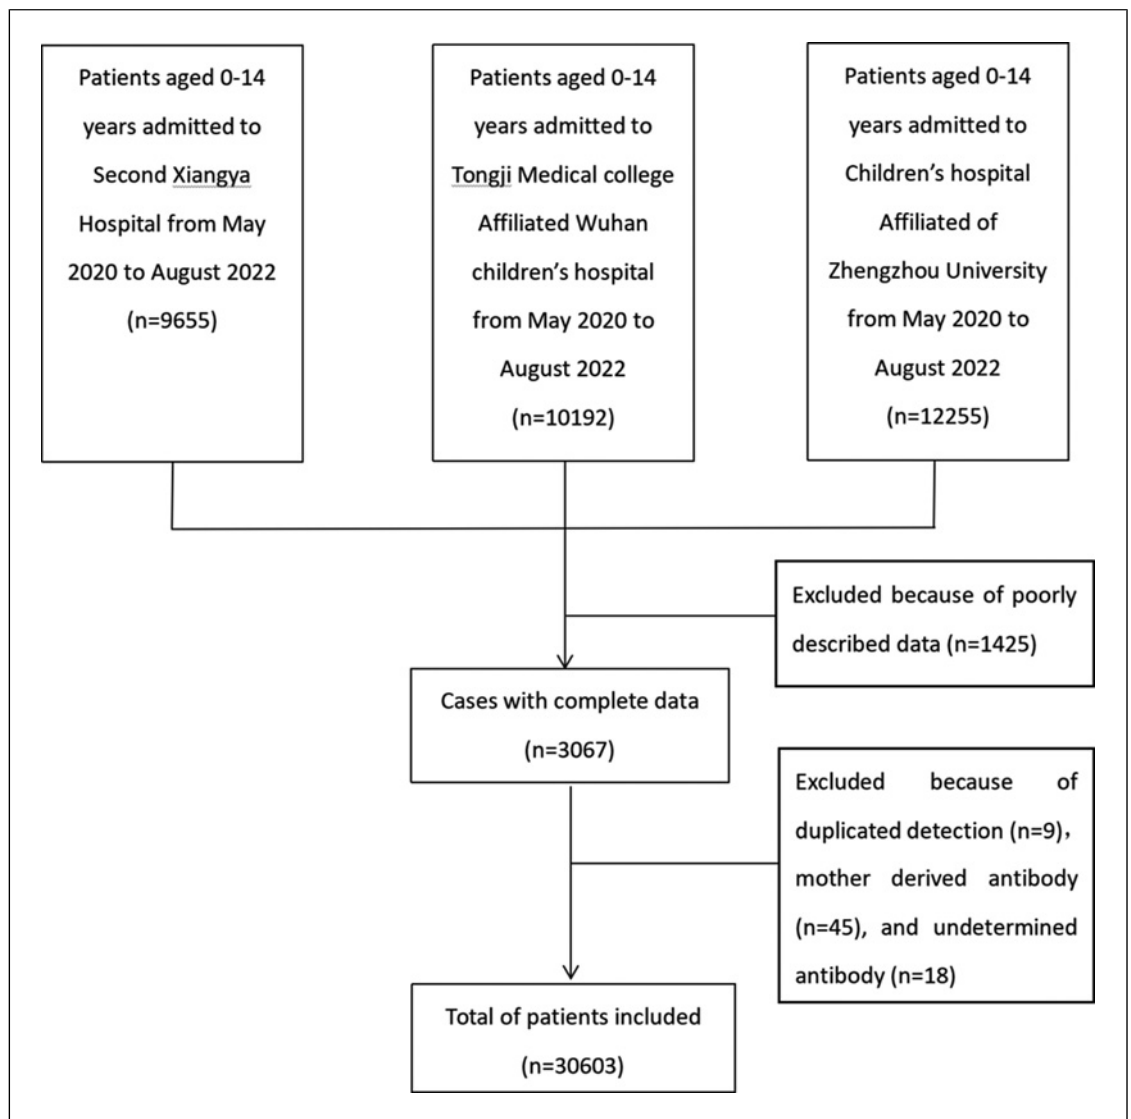 Patients aged 0-14
years admitted to
Second Xiangya
Hospital from May
2020 to August 2022
(n=9655)
Patients aged 0-14
years admitted to
Tongji Medical college
Affiliated Wuhan
children’s hospital
from May 2020 to
August 2022
(n=10192)
Patients aged 0-14
years admitted to
Children’s hospital
Affiliated of
Zhengzhou University
from May 2020 to
August 2022
(n=12255)
Excluded because of poorly
described data (n=1425)
Cases with complete data
(n=3067)
Excluded because of
duplicated detection (n=9)，
mother derived antibody
(n=45), and undetermined
antibody (n=18)
Total of patients included
(n=30603)